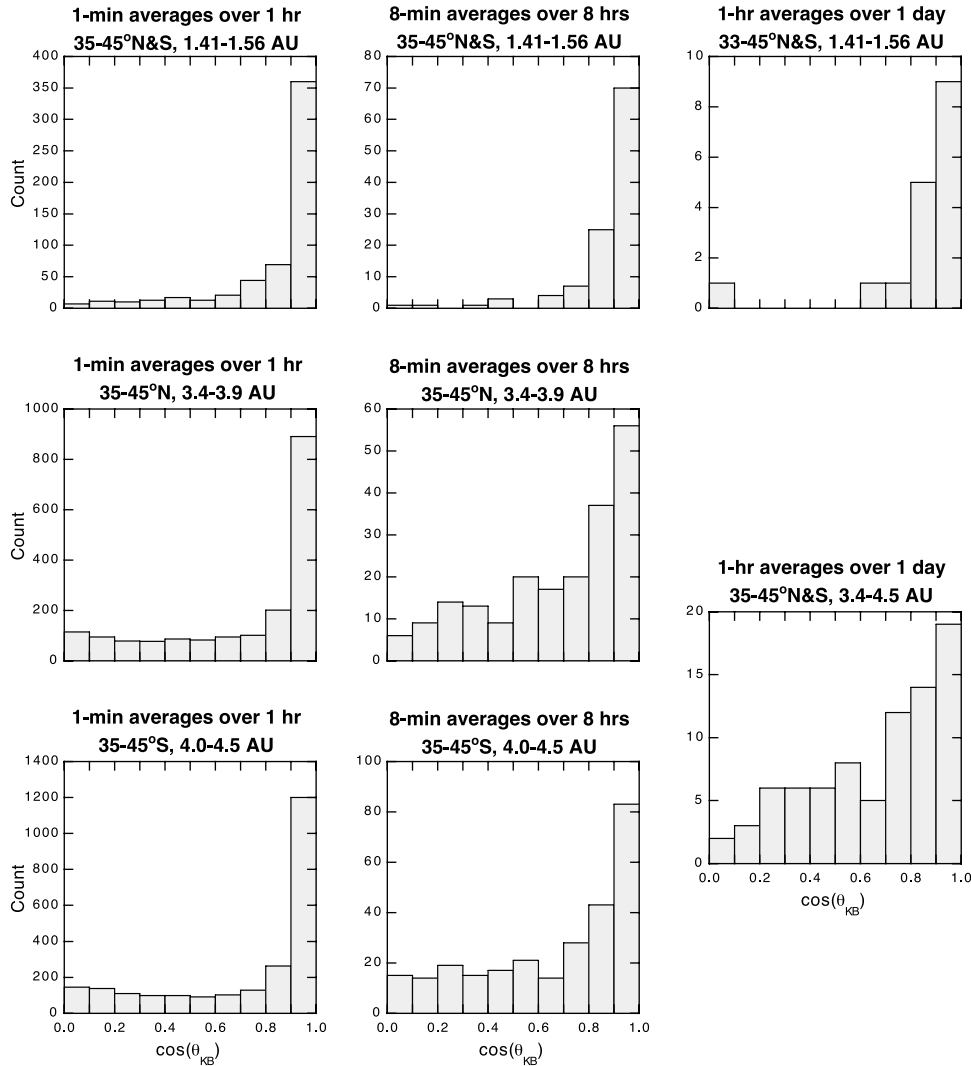 1-min averages over 1 hr
35-45°N&S, 1.41-1.56 AU
400
350
300
250
200
150
100
50
0
Count
8-min averages over 8 hrs
35-45°N&S, 1.41-1.56 AU
80
70
60
50
40
30
20
10
0
1-hr averages over 1 day
33-45°N&S, 1.41-1.56 AU
10
8
6
4
2
0
1-min averages over 1 hr
35-45°N, 3.4-3.9 AU
1000
800
600
400
200
0
Count
8-min averages over 8 hrs
35-45°N, 3.4-3.9 AU
60
50
40
30
20
10
0
1-hr averages over 1 day
35-45°N&S, 3.4-4.5 AU
20
15
10
5
0
0.0 0.2 0.4 0.6 0.8 1.0
cos(θKB)
1-min averages over 1 hr
35-45°S, 4.0-4.5 AU
1400
1200
1000
800
600
400
200
0
Count
0.0 0.2 0.4 0.6 0.8 1.0
cos(θKB)
8-min averages over 8 hrs
35-45°S, 4.0-4.5 AU
100
80
60
40
20
0
0.0 0.2 0.4 0.6 0.8 1.0
cos(θKB)